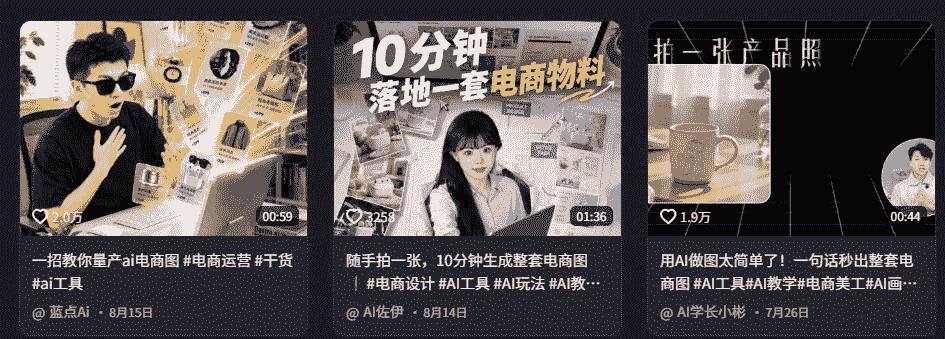 10分钟
落地一套电商物料
拍一张产品照
2.0万
00:59
3258
01:36
1.9万
00:44
一招教你量产ai电商图 #电商运营 #干货
#ai工具
@ 蓝点Ai · 8月15日
随手拍一张，10分钟生成整套电商图
｜ #电商设计 #AI工具 #AI玩法 #AI教…
@ AI佐伊 · 8月14日
用AI做图太简单了！一句话秒出整套电
商图 #AI工具#AI教学#电商美工#AI画…
@ AI学长小彬 · 7月26日